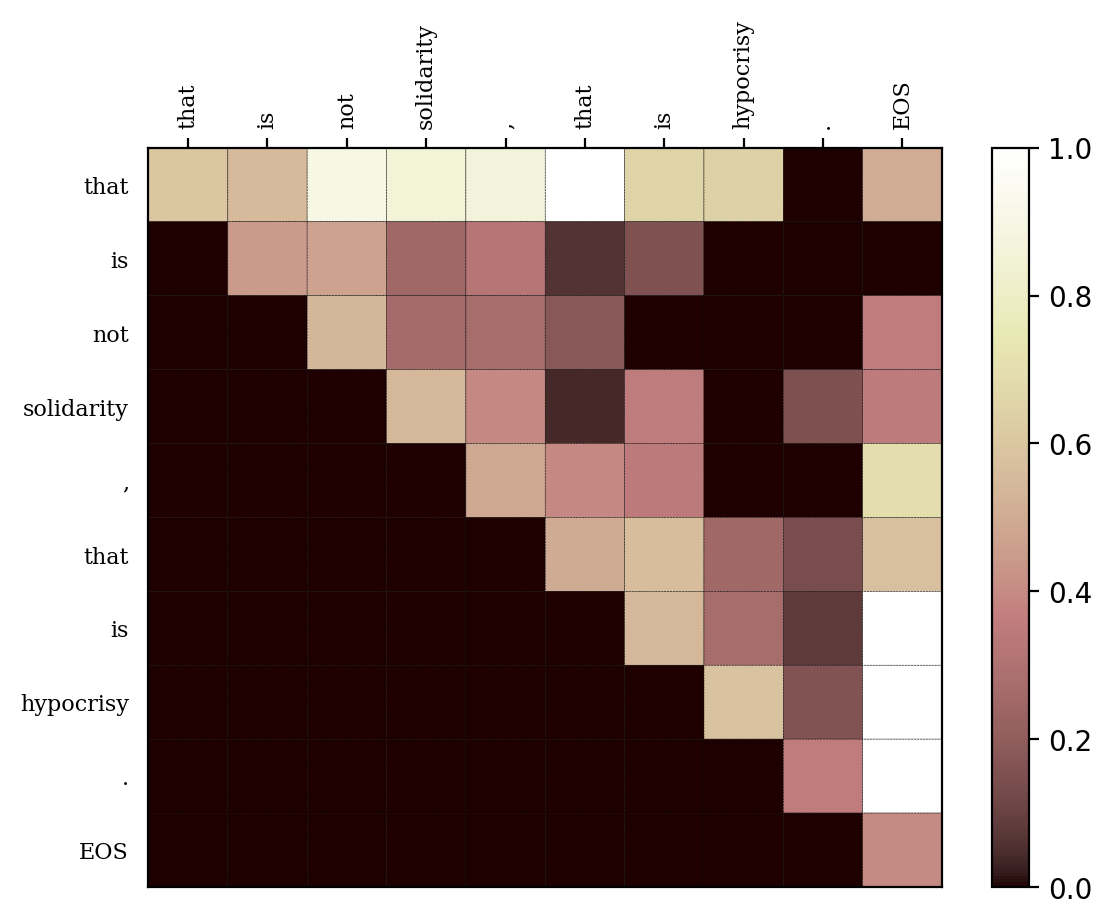 that is not solidarity , that is hypocrisy . EOS
that
is
not
solidarity
,
that
is
hypocrisy
.
EOS
1.0
0.8
0.6
0.4
0.2
0.0